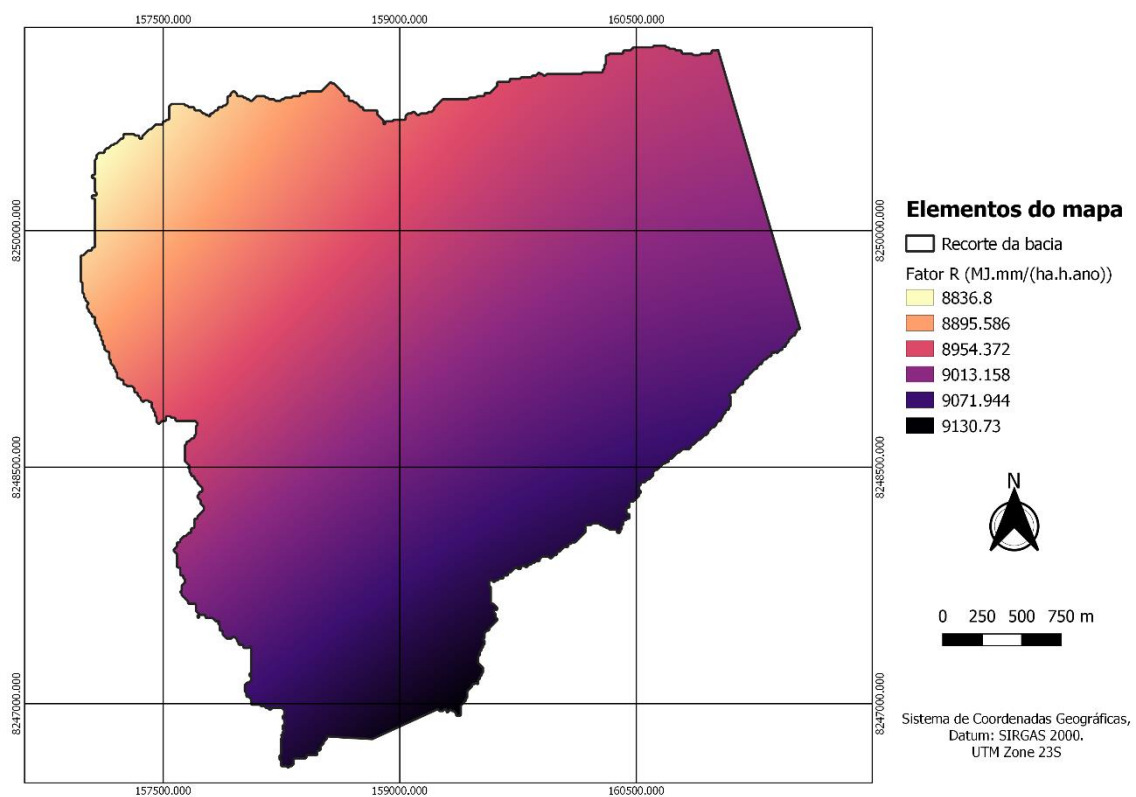 157500.000 159000.000 160500.000
8250000.000 8250000.000
8248500.000 8248500.000
8247000.000 8247000.000
157500.000 159000.000 160500.000
Elementos do mapa
Recorte da bacia
Fator R (MJ.mm/(ha.h.ano))
8836.8
8895.586
8954.372
9013.158
9071.944
9130.73
N
0 250 500 750 m
Sistema de Coordenadas Geográficas,
Datum: SIRGAS 2000.
UTM Zone 23S